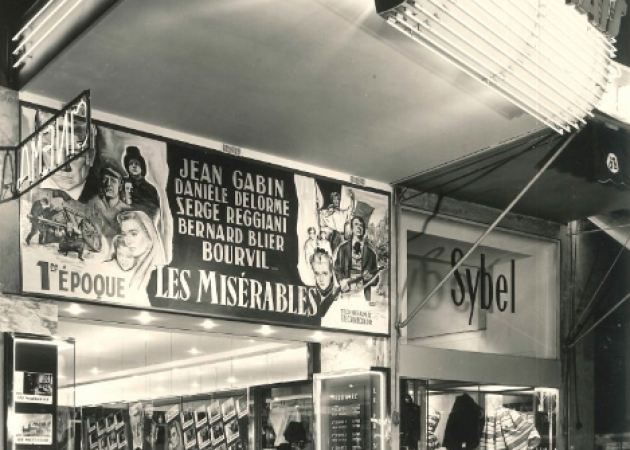 CINEMA
JEAN GABIN
DANIÈLE DELORME
SERGE REGGIANI
BERNARD BLIER
BOURVIL
1re ÉPOQUE
LES MISÉRABLES
Sybel